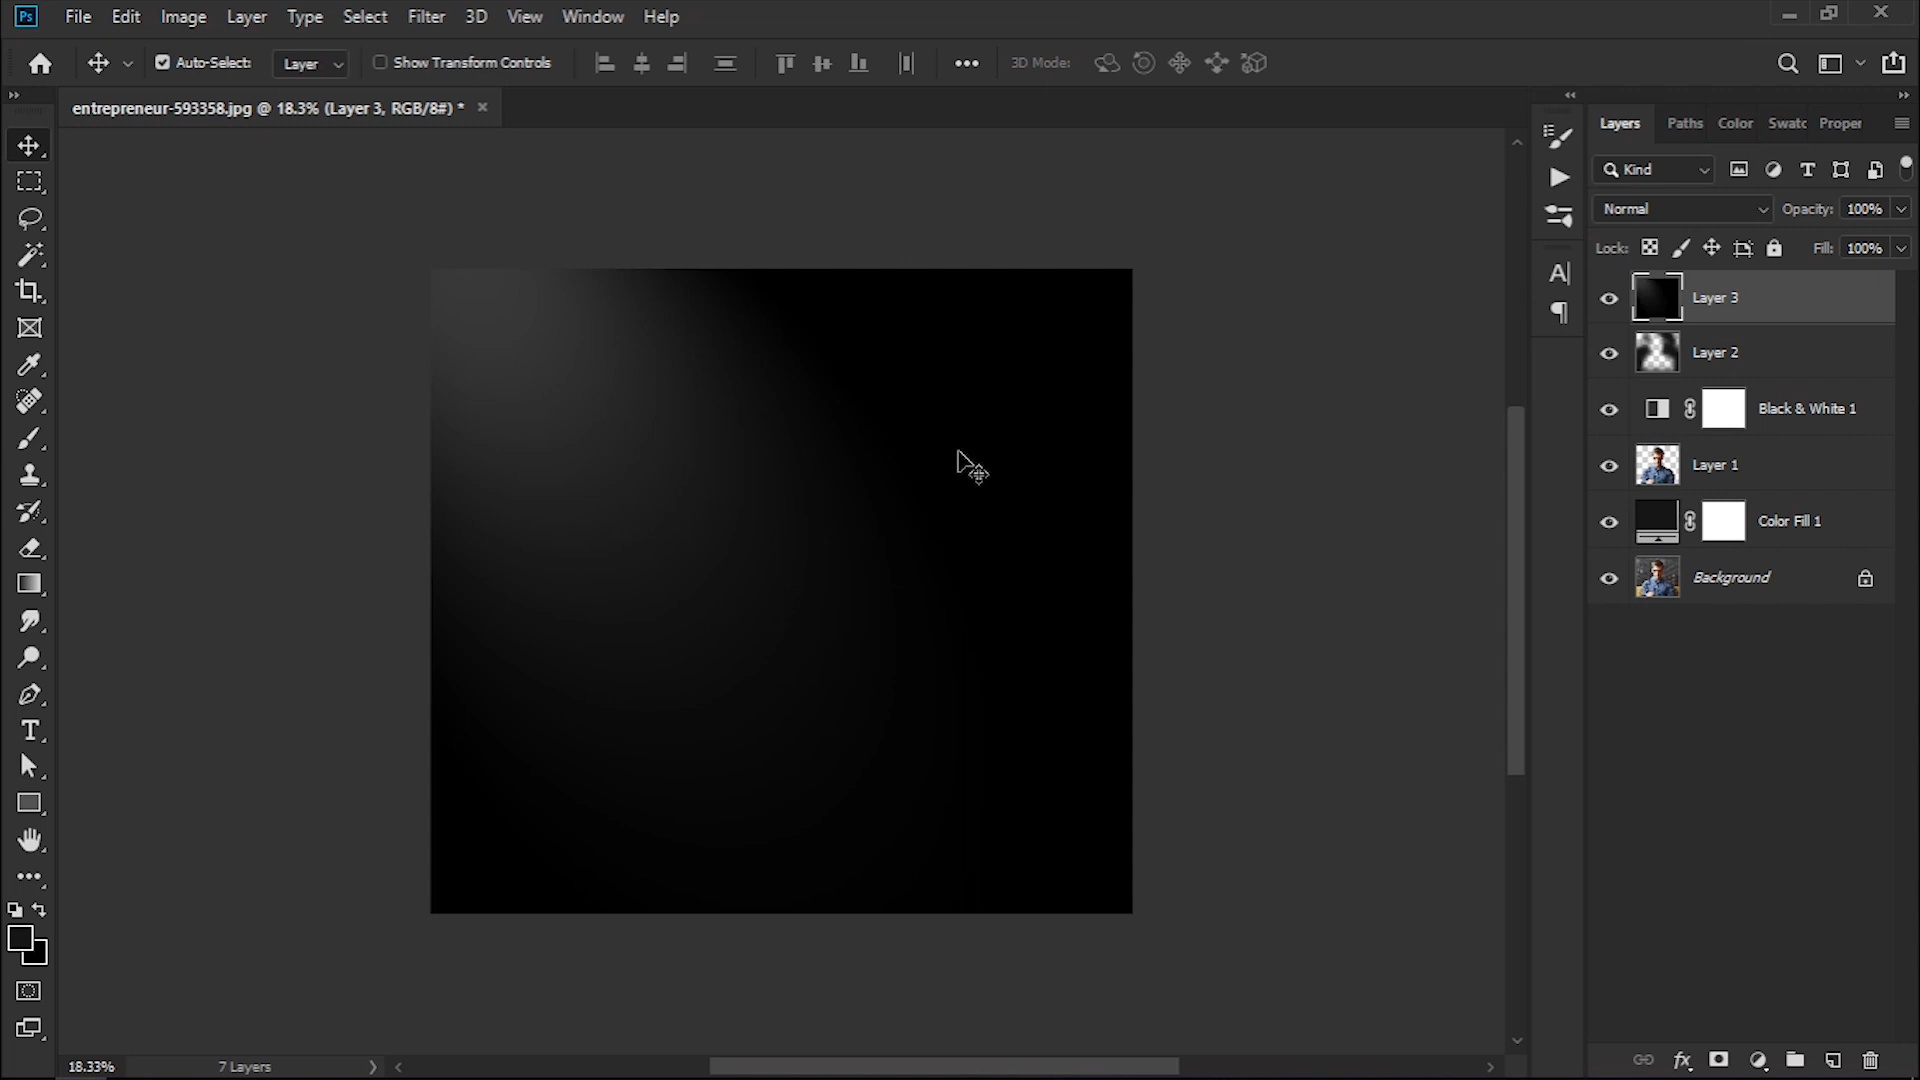 Ps File Edit Image Layer Type Select Filter 3D View Window Help
Auto-Select: Layer Show Transform Controls 3D Mode:
entrepreneur-593358.jpg @ 18.3% (Layer 3, RGB/8#) *
Layers Paths Color Swatc Proper
Kind
Normal Opacity: 100%
Lock: Fill: 100%
Layer 3
Layer 2
Black & White 1
Layer 1
Color Fill 1
Background
18.33% 7 Layers